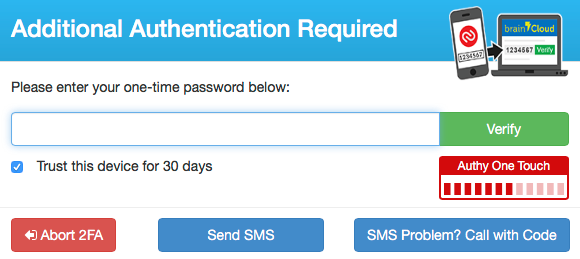 Additional Authentication Required
brainCloud
1234567 Verify
1234567
Please enter your one-time password below:
Verify
Trust this device for 30 days
Authy One Touch
Abort 2FA
Send SMS
SMS Problem? Call with Code